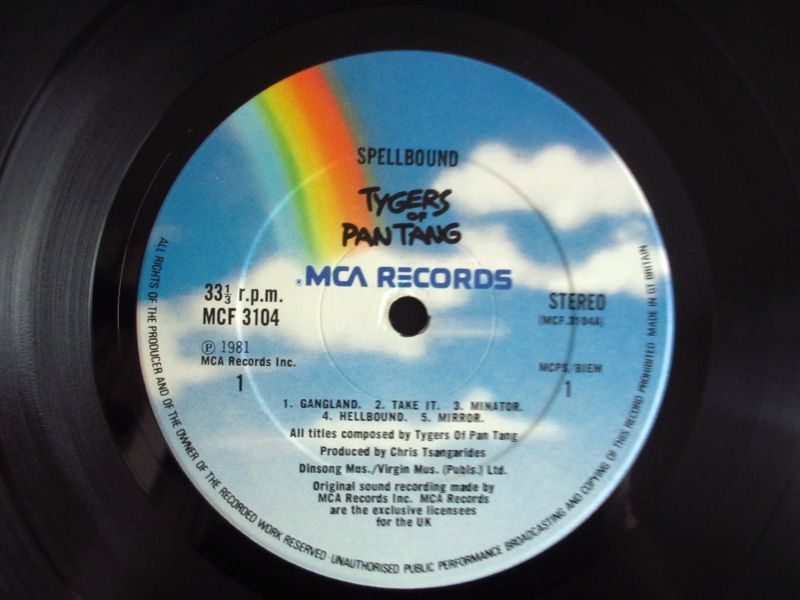 SPELLBOUND
TYGERS
OF
PAN TANG
MCA RECORDS
33⅓ r.p.m.
MCF 3104
STEREO
(MCF.3104A)
Ⓟ 1981
MCA Records Inc.
1
MCPS/BIEM
1
1. GANGLAND. 2. TAKE IT. 3. MINATOR.
4. HELLBOUND. 5. MIRROR.
All titles composed by Tygers Of Pan Tang
Produced by Chris Tsangarides
Dinsong Mus./Virgin Mus. (Publs.) Ltd.
Original sound recording made by
MCA Records Inc. MCA Records
are the exclusive licensees
for the UK
ALL RIGHTS OF THE PRODUCER AND OF THE OWNER OF THE RECORDED WORK RESERVED · UNAUTHORISED PUBLIC PERFORMANCE BROADCASTING AND COPYING OF THIS RECORD PROHIBITED MADE IN GT BRITAIN